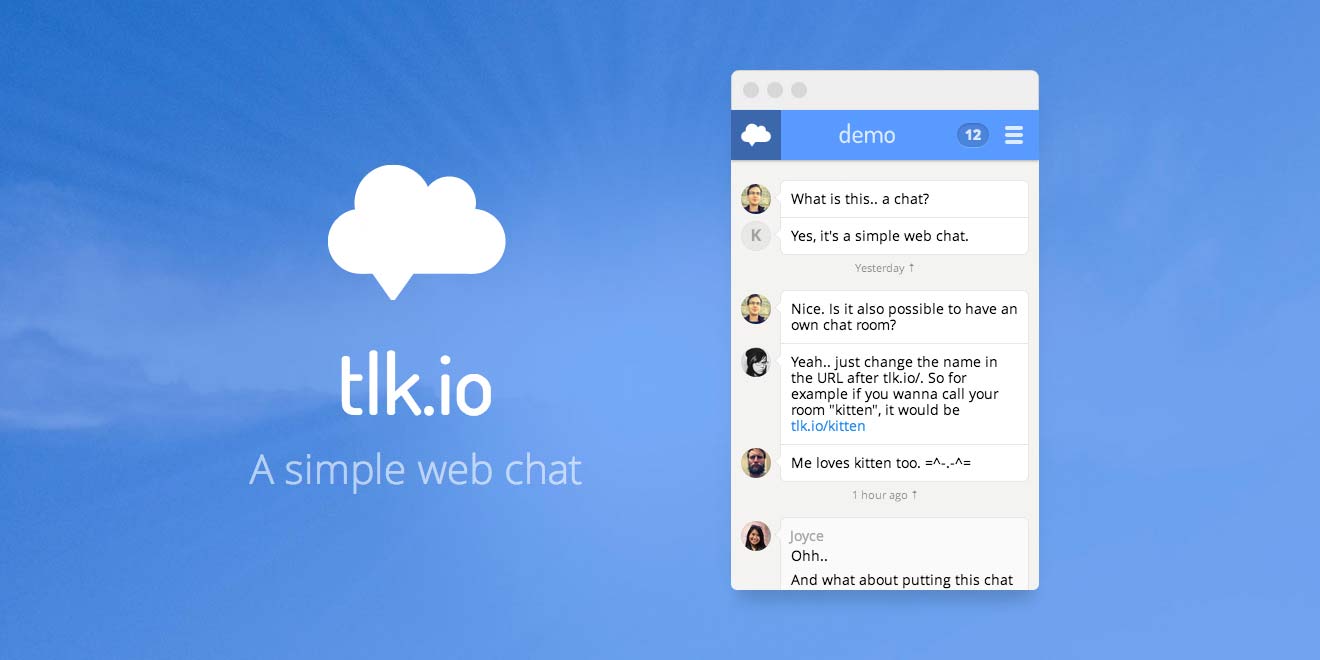 tlk.io
A simple web chat
demo
12
What is this.. a chat?
K
Yes, it's a simple web chat.
Yesterday ↑
Nice. Is it also possible to have an
own chat room?
Yeah.. just change the name in
the URL after tlk.io/. So for
example if you wanna call your
room "kitten", it would be
tlk.io/kitten
Me loves kitten too. =^-.-^=
1 hour ago ↑
Joyce
Ohh..
And what about putting this chat